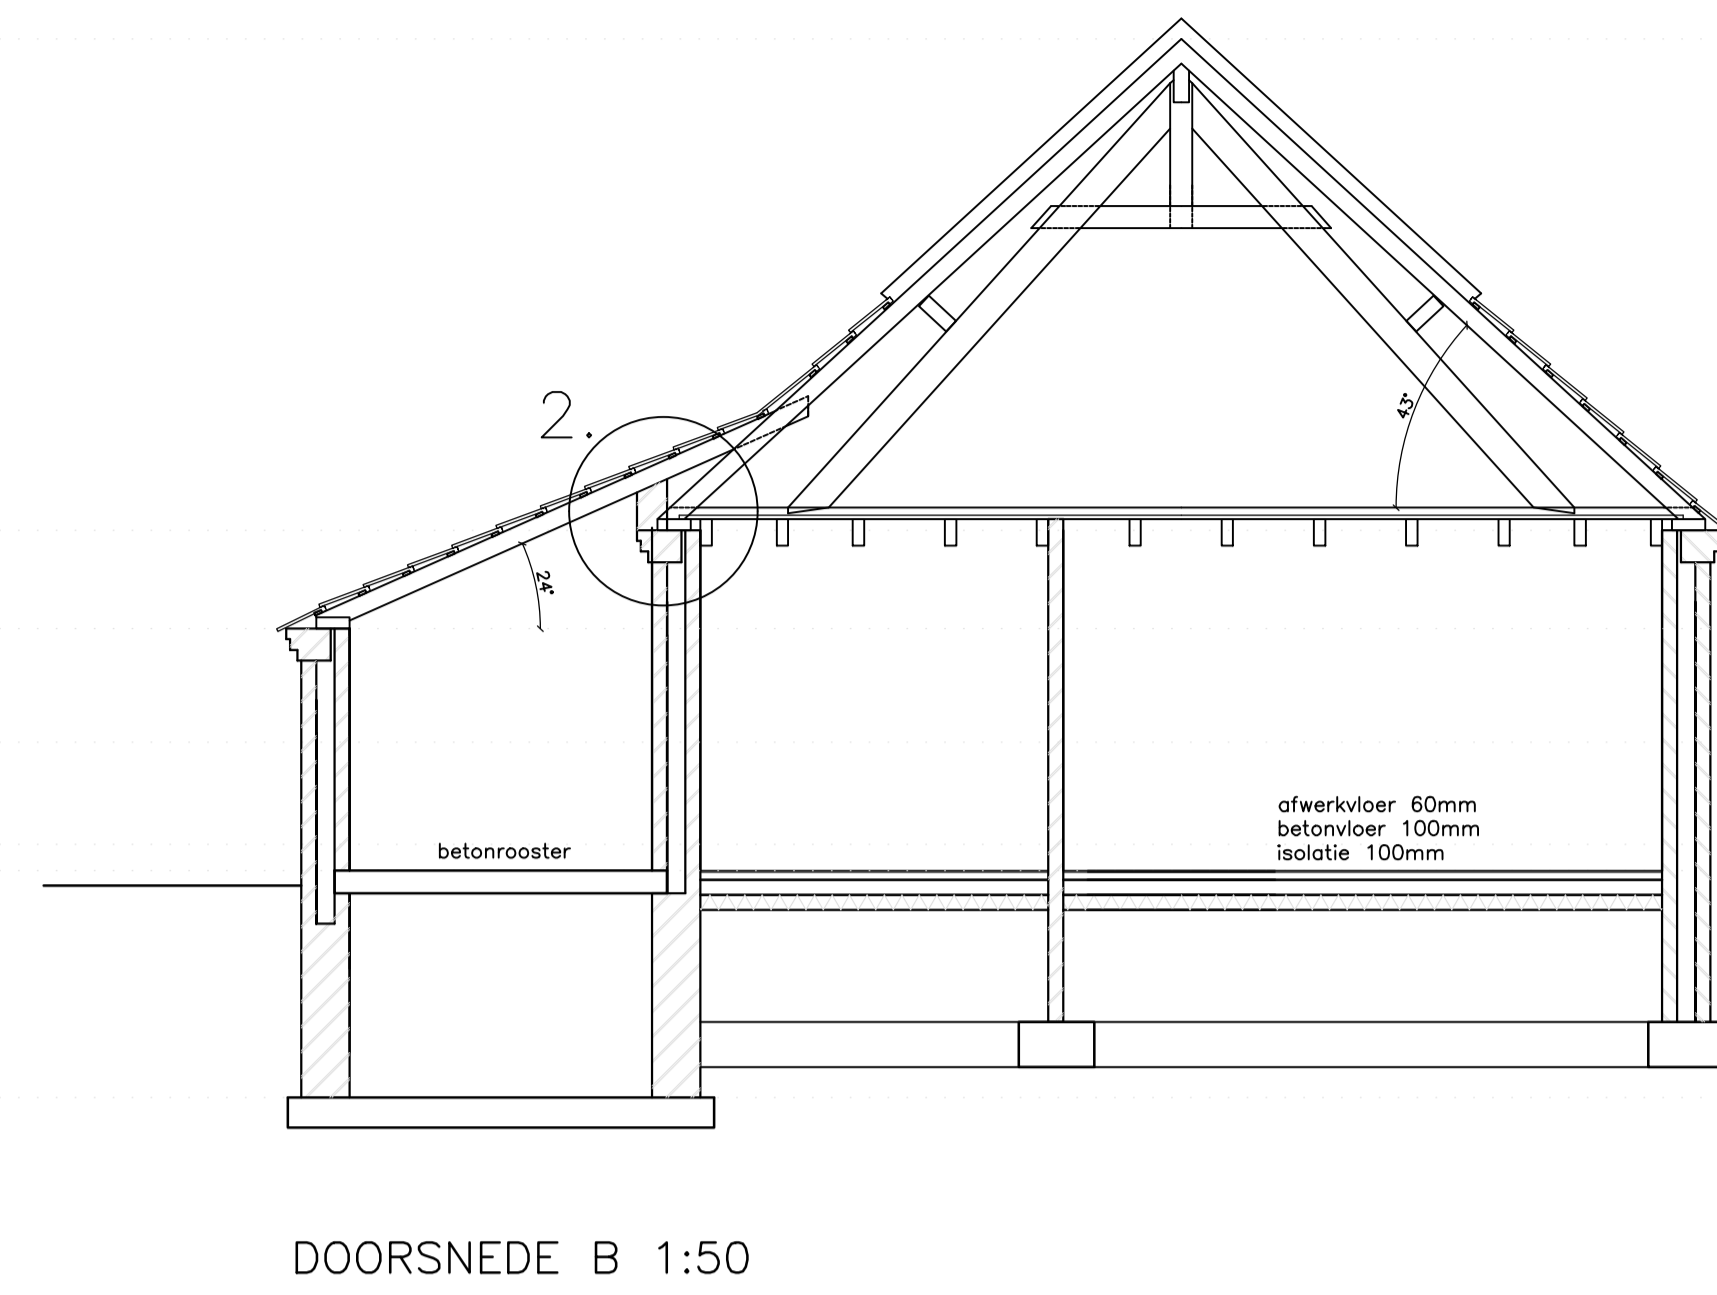 2.
43°
24°
afwerkvloer 60mm
betonvloer 100mm
isolatie 100mm
betonrooster
DOORSNEDE B 1:50